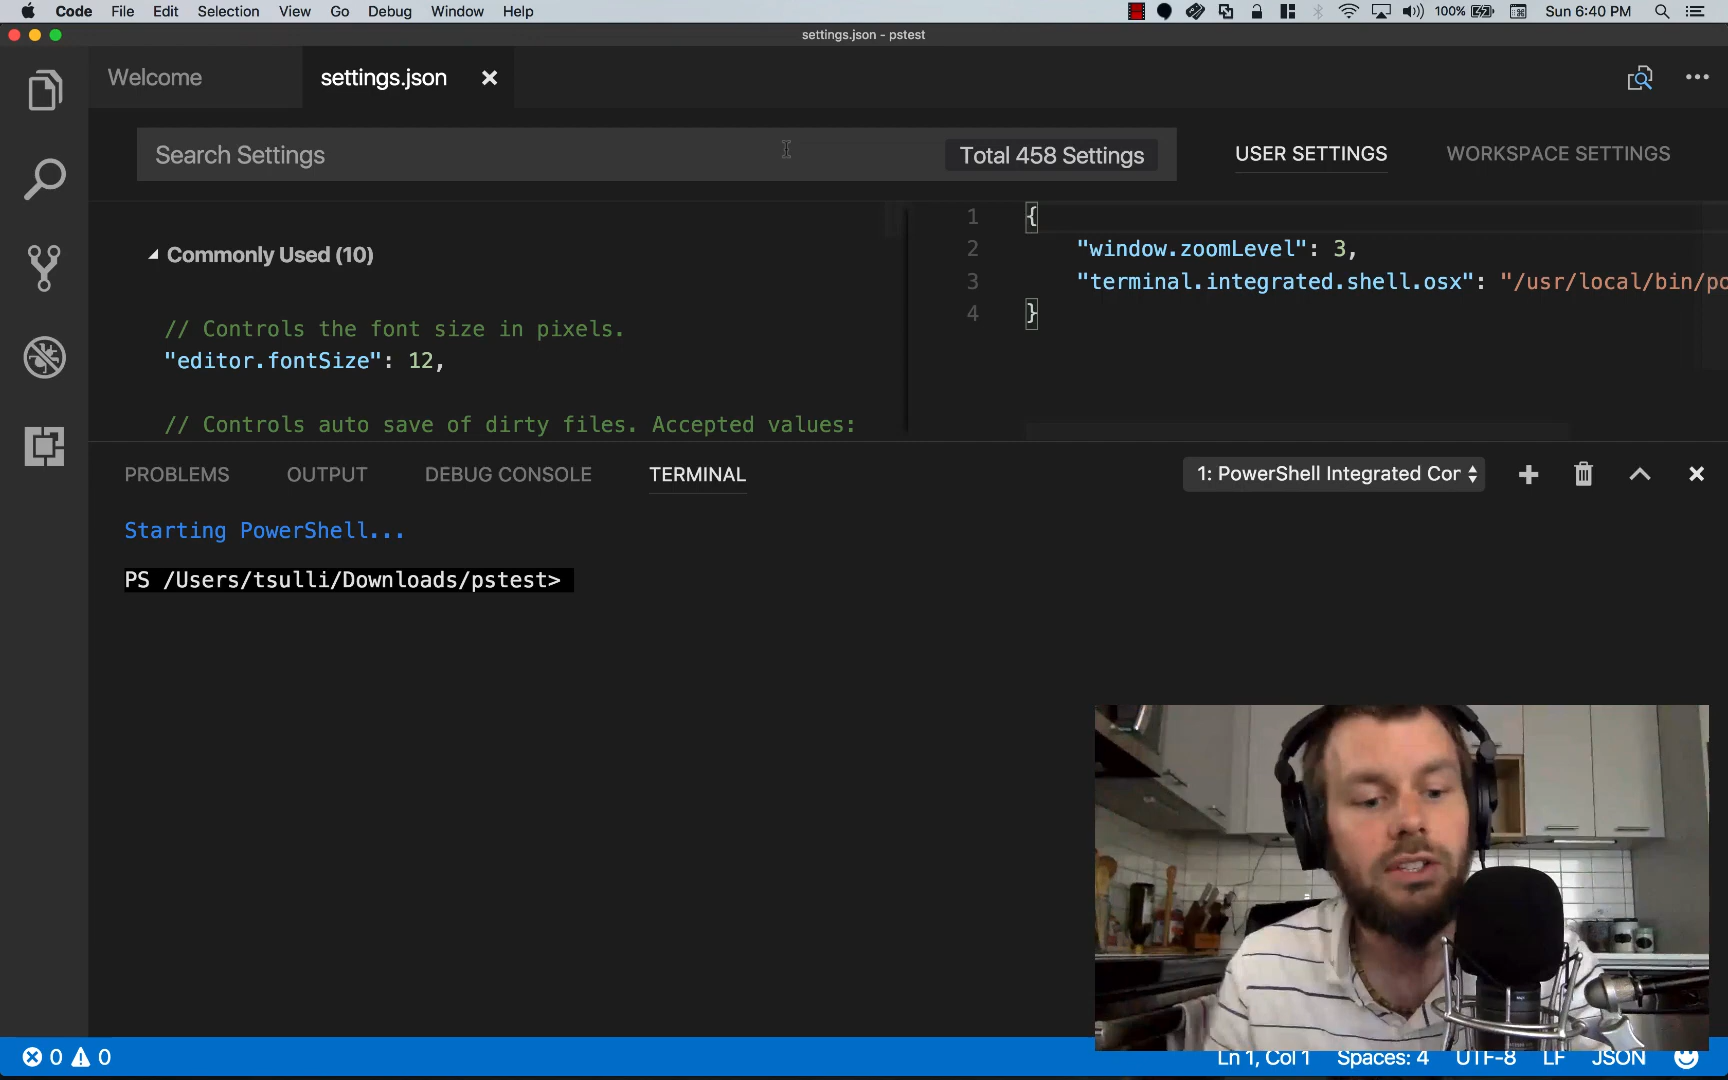 Code File Edit Selection View Go Debug Window Help 100% Sun 6:40 PM
settings.json - pstest
Welcome settings.json
Search Settings Total 458 Settings USER SETTINGS WORKSPACE SETTINGS
Commonly Used (10)
// Controls the font size in pixels.
"editor.fontSize": 12,
// Controls auto save of dirty files. Accepted values:
1 {
2 "window.zoomLevel": 3,
3 "terminal.integrated.shell.osx": "/usr/local/bin/po
4 }
PROBLEMS OUTPUT DEBUG CONSOLE TERMINAL 1: PowerShell Integrated Cor
Starting PowerShell...
PS /Users/tsulli/Downloads/pstest>
0 0 Ln 1, Col 1 Spaces: 4 UTF-8 LF JSON